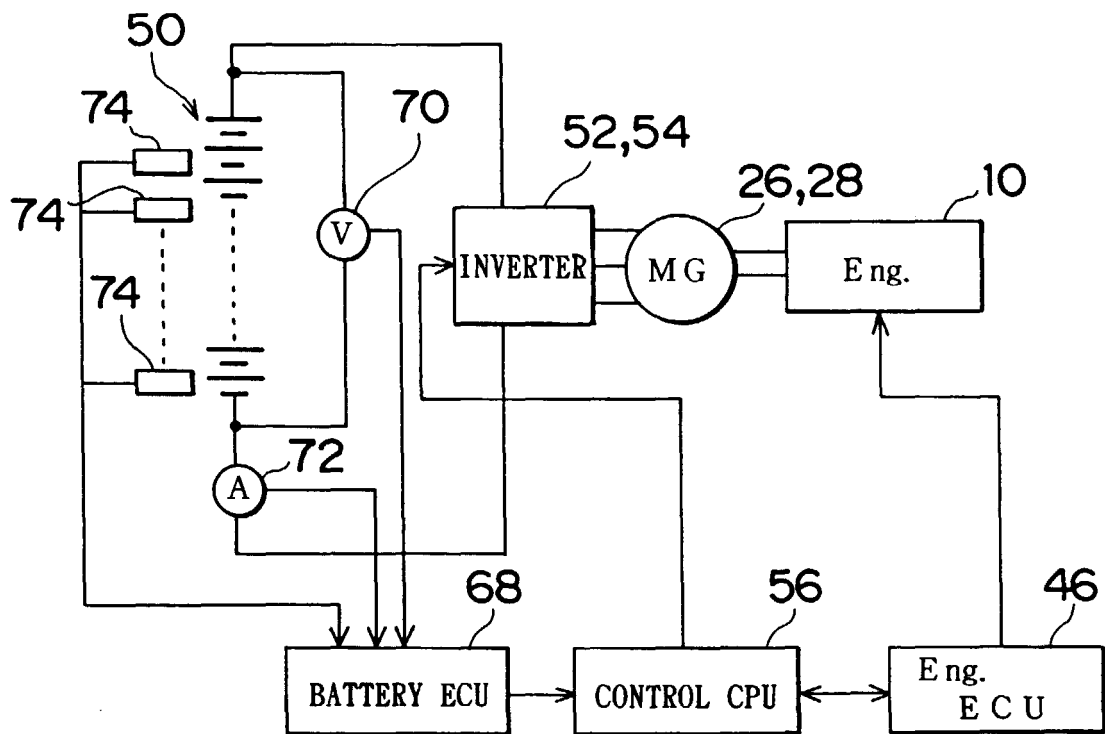 50
74
70
52,54
26,28
10
74
V
INVERTER
MG
Eng.
74
72
A
68
56
46
BATTERY ECU
CONTROL CPU
Eng.
ECU